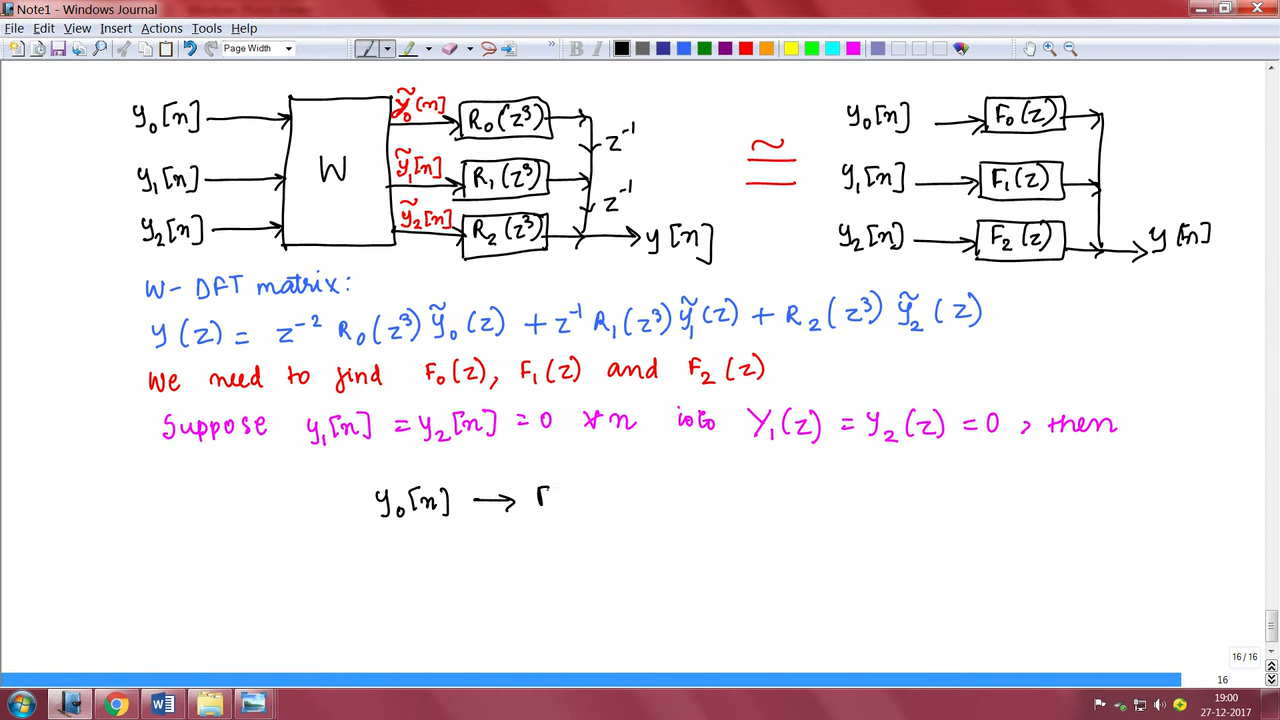 Note1 - Windows Journal
File Edit View Insert Actions Tools Help
Page Width
y₀[n] ỹ₀[n] R₀(z³) y₀[n] F₀(z)
z⁻¹
W ≅
y₁[n] ỹ₁[n] R₁(z³) y₁[n] F₁(z)
z⁻¹
y₂[n] ỹ₂[n] R₂(z³) y[n] y₂[n] F₂(z) y[n]
W- DFT matrix:
Y(z) = z⁻² R₀(z³) Ỹ₀(z) + z⁻¹ R₁(z³) Ỹ₁(z) + R₂(z³) Ỹ₂(z)
We need to find F₀(z), F₁(z) and F₂(z)
Suppose y₁[n] = y₂[n] = 0 ∀ n Y₁(z) = Y₂(z) = 0, then
y₀[n] →
16/16
16
19:00
27-12-2017